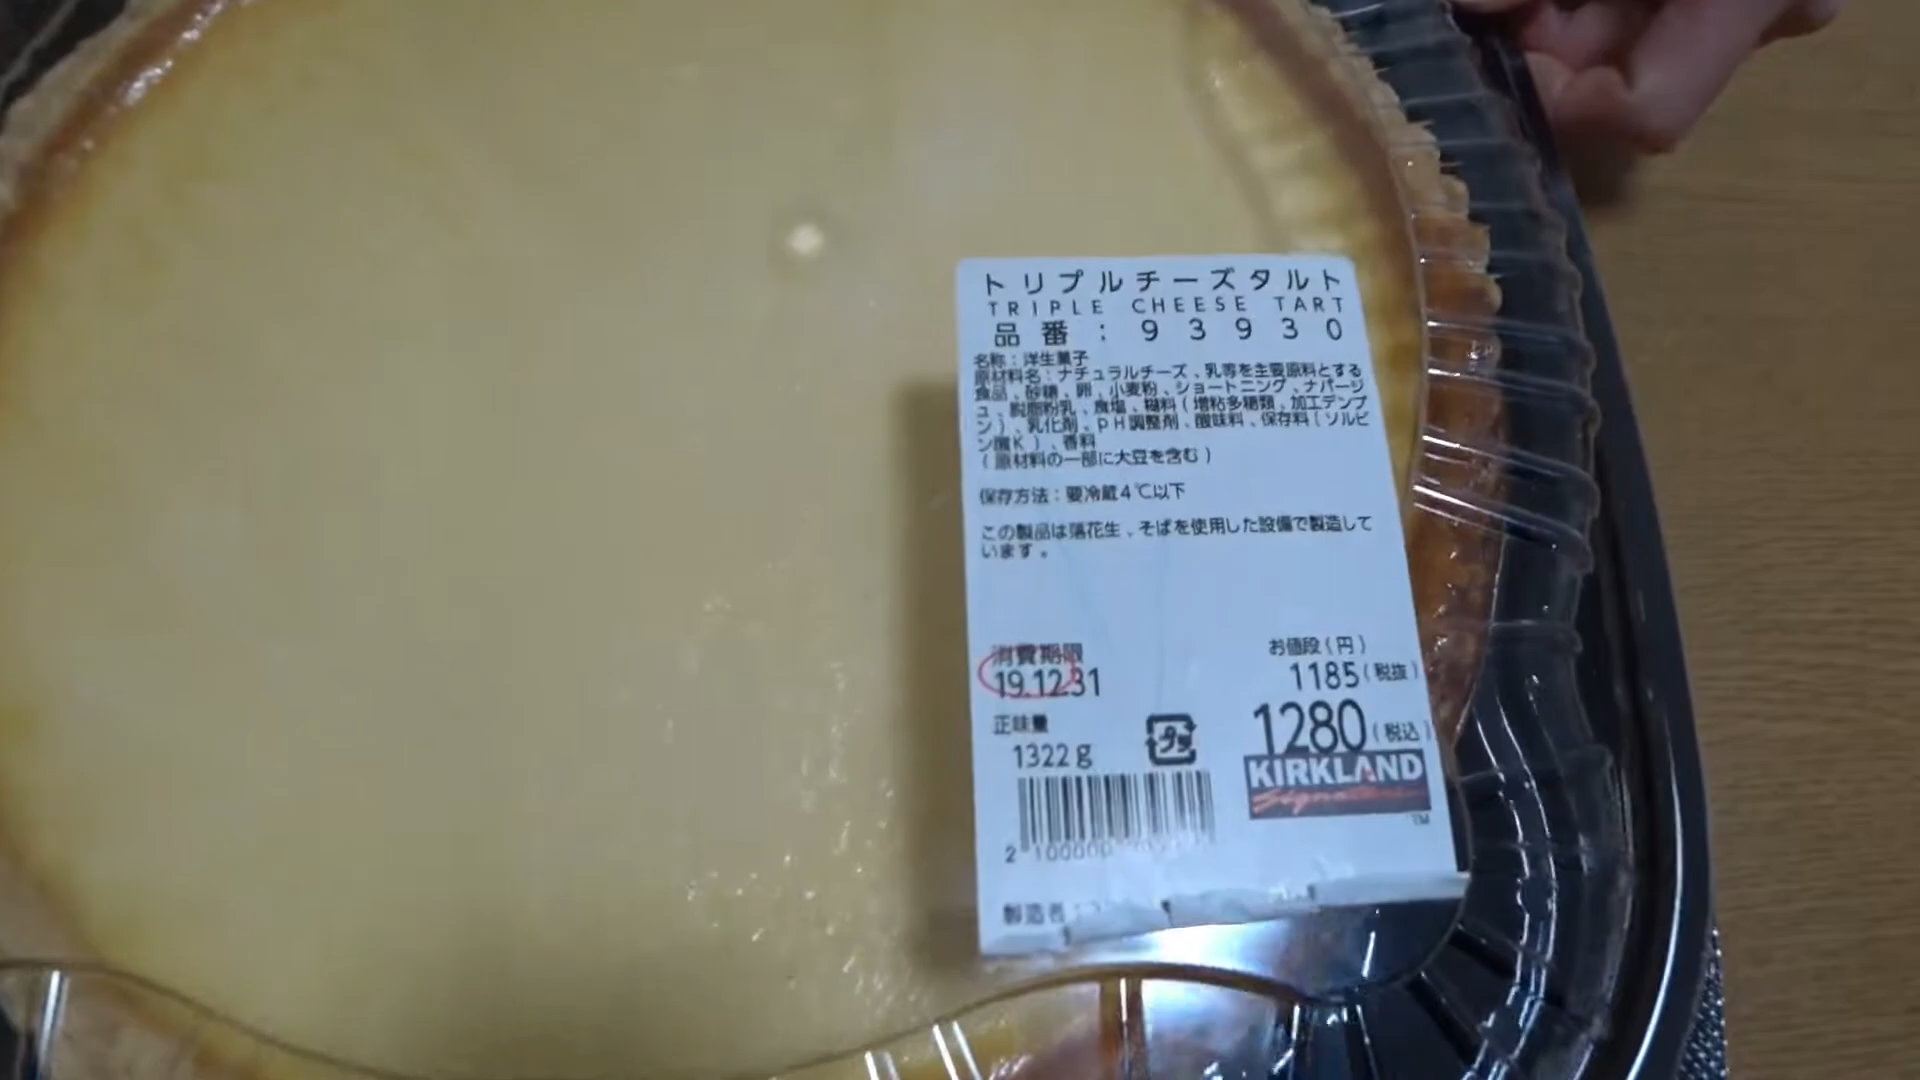 トリプルチーズタルト
TRIPLE CHEESE TART
品番：93930
名称：洋生菓子
原材料名：ナチュラルチーズ、乳等を主要原料とする
食品、砂糖、卵、小麦粉、ショートニング、ナパージ
ュ、脱脂粉乳、食塩、糊料（増粘多糖類、加工デンプ
ン）、乳化剤、pH調整剤、酸味料、保存料（ソルビ
ン酸K）、香料
（原材料の一部に大豆を含む）
保存方法：要冷蔵4℃以下
この製品は落花生、そばを使用した設備で製造して
います。
消費期限
19.12.31
お値段（円）
1185（税抜）
正味量
1322g
プラ
1280（税込）
KIRKLAND
Signature
TM
2 100000
製造者